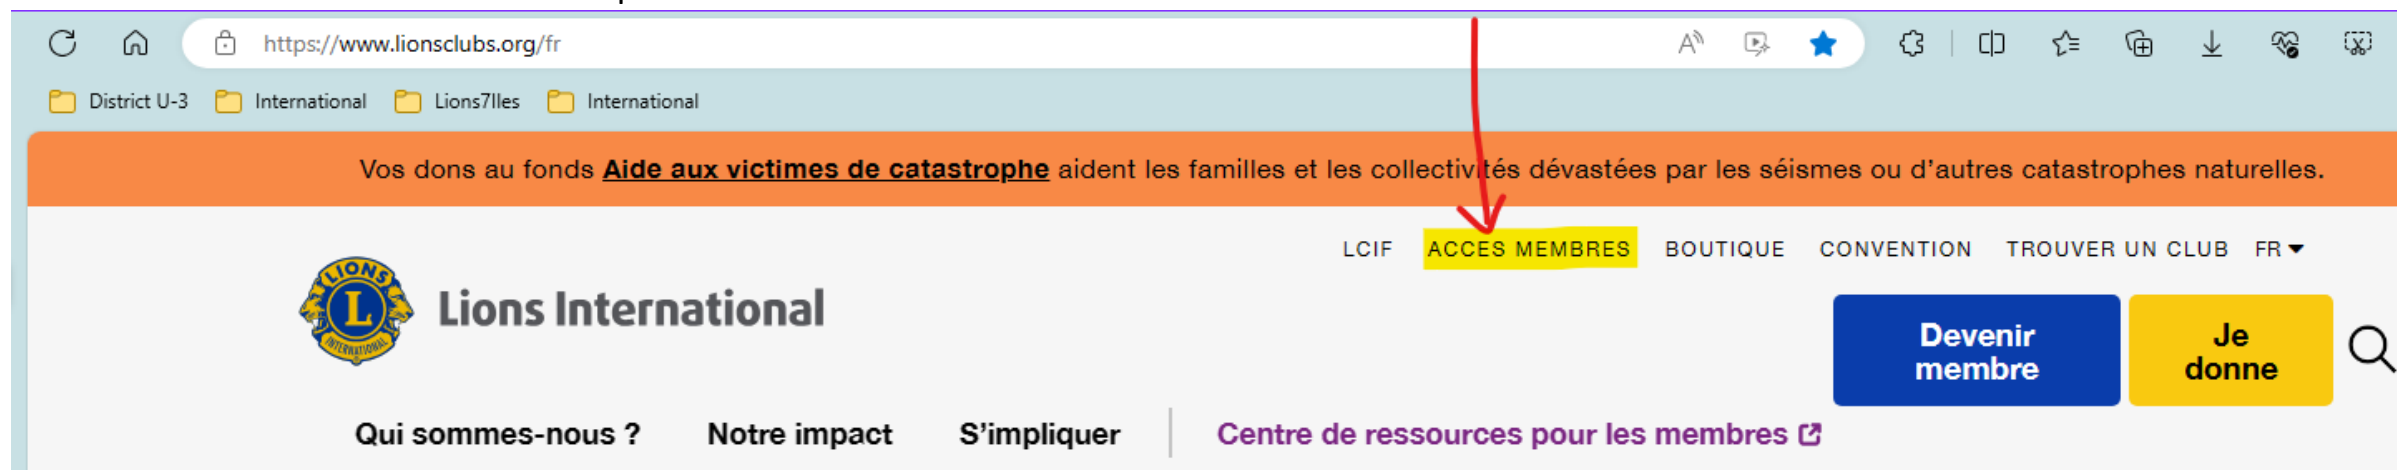 https://www.lionsclubs.org/fr
District U-3 International Lions7Iles International
Vos dons au fonds Aide aux victimes de catastrophe aident les familles et les collectivités dévastées par les séismes ou d'autres catastrophes naturelles.
LCIF ACCES MEMBRES BOUTIQUE CONVENTION TROUVER UN CLUB FR
LIONS
L
INTERNATIONAL
Lions International
Devenir membre
Je donne
Qui sommes-nous ? Notre impact S'impliquer Centre de ressources pour les membres